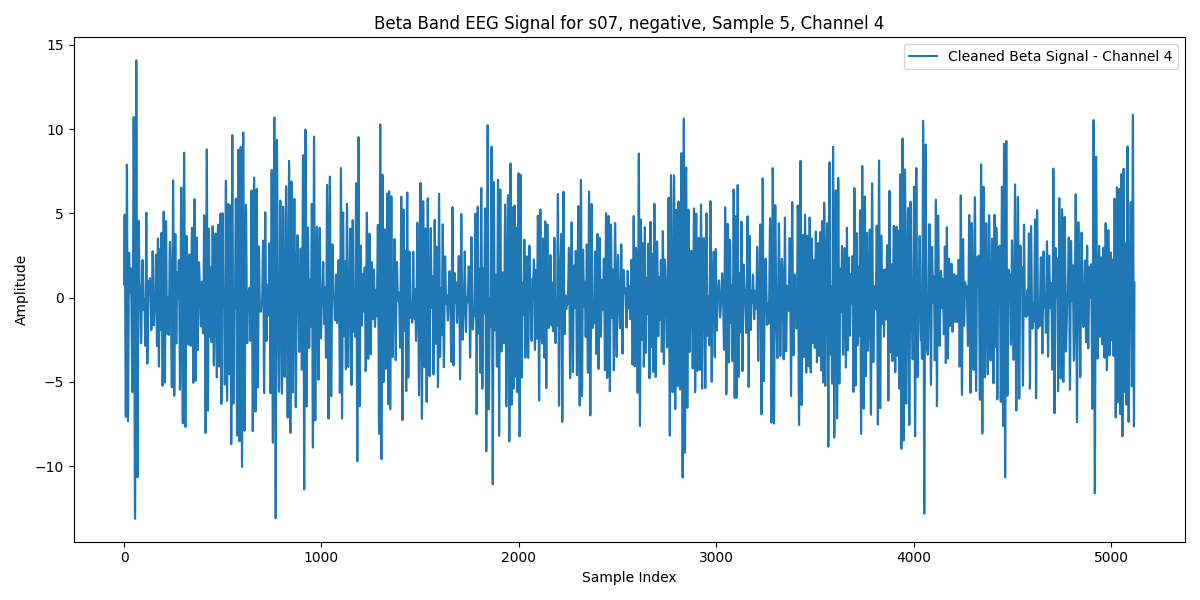 Beta Band EEG Signal for s07, negative, Sample 5, Channel 4
Cleaned Beta Signal - Channel 4
Amplitude
15
10
5
0
−5
−10
0 1000 2000 3000 4000 5000
Sample Index